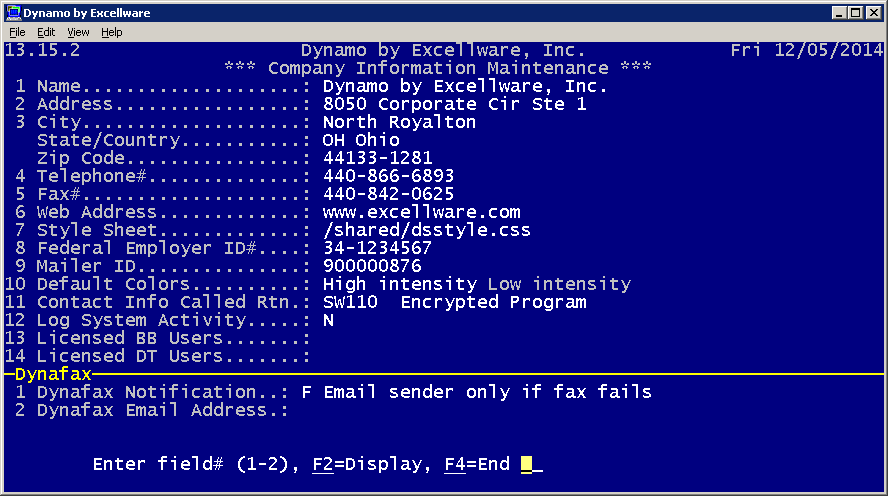 Dynamo by Excellware
File Edit View Help
13.15.2 Dynamo by Excellware, Inc. Fri 12/05/2014
*** Company Information Maintenance ***
1 Name....................: Dynamo by Excellware, Inc.
2 Address.................: 8050 Corporate Cir Ste 1
3 City....................: North Royalton
State/Country...........: OH Ohio
Zip Code................: 44133-1281
4 Telephone#..............: 440-866-6893
5 Fax#....................: 440-842-0625
6 Web Address.............: www.excellware.com
7 Style Sheet.............: /shared/dsstyle.css
8 Federal Employer ID#....: 34-1234567
9 Mailer ID...............: 900000876
10 Default Colors..........: High intensity Low intensity
11 Contact Info Called Rtn.: SW110 Encrypted Program
12 Log System Activity.....: N
13 Licensed BB Users.......:
14 Licensed DT Users.......:
Dynafax
1 Dynafax Notification..: F Email sender only if fax fails
2 Dynafax Email Address.:
Enter field# (1-2), F2=Display, F4=End _